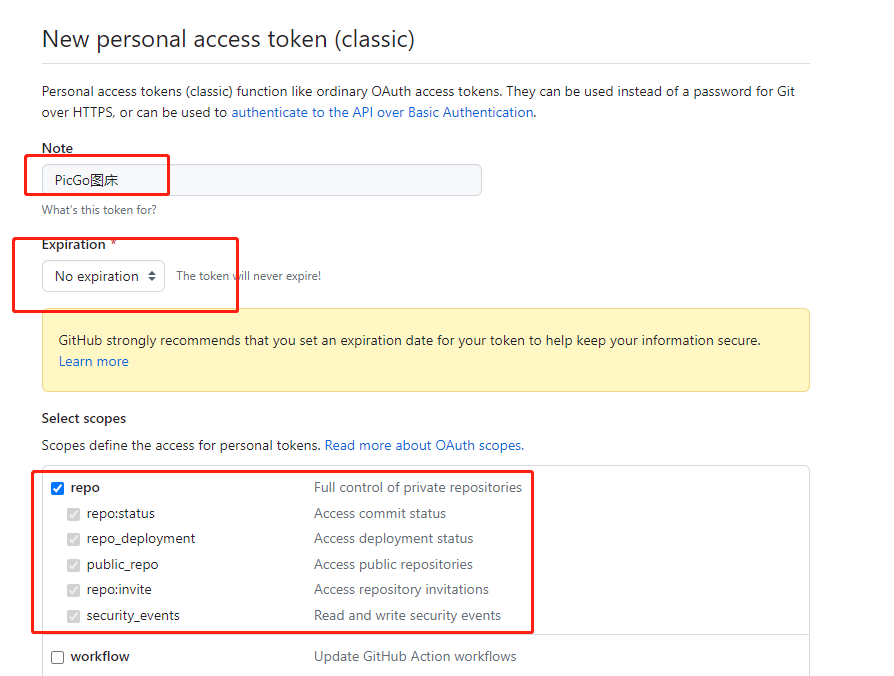 New personal access token (classic)
Personal access tokens (classic) function like ordinary OAuth access tokens. They can be used instead of a password for Git
over HTTPS, or can be used to authenticate to the API over Basic Authentication.
Note
PicGo图床
What's this token for?
Expiration *
No expiration The token will never expire!
GitHub strongly recommends that you set an expiration date for your token to help keep your information secure.
Learn more
Select scopes
Scopes define the access for personal tokens. Read more about OAuth scopes.
repo Full control of private repositories
repo:status Access commit status
repo_deployment Access deployment status
public_repo Access public repositories
repo:invite Access repository invitations
security_events Read and write security events
workflow Update GitHub Action workflows